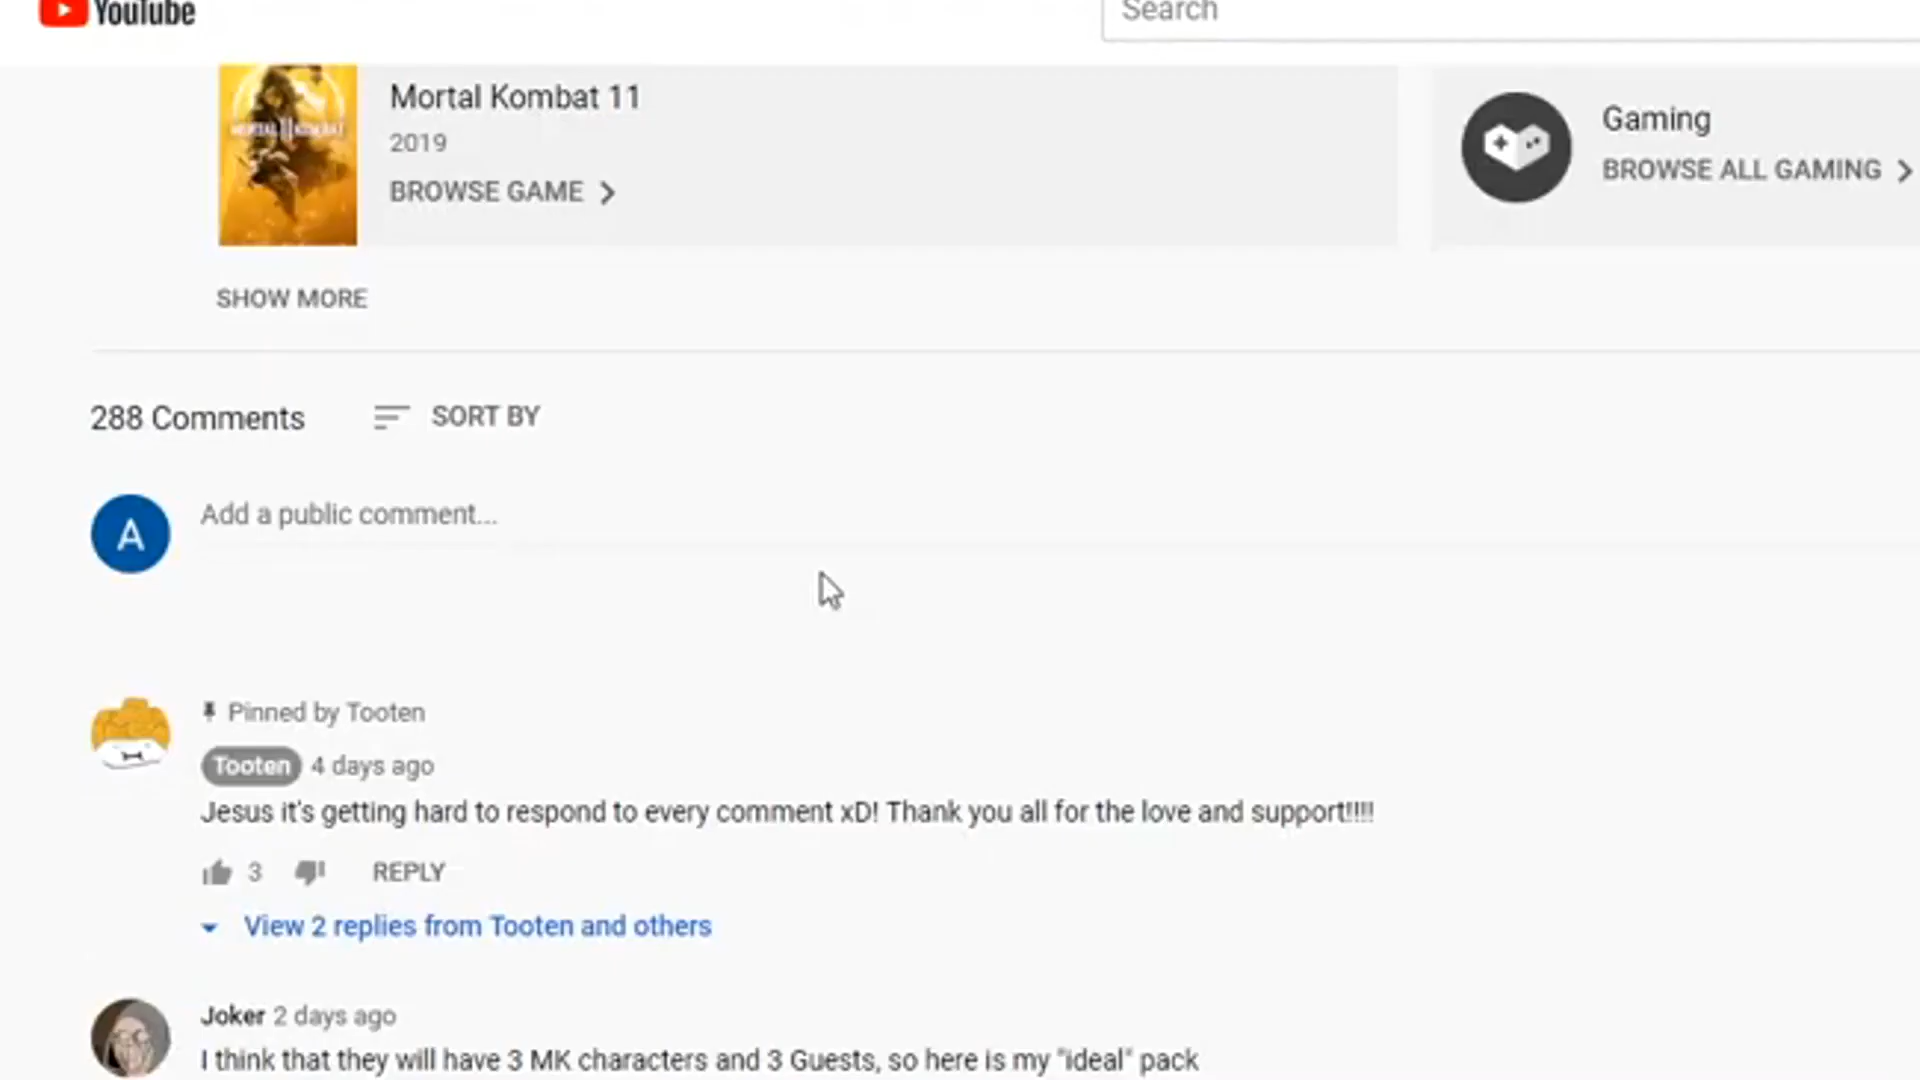 YouTube
Search
MORTAL KOMBAT
Mortal Kombat 11
2019
BROWSE GAME
Gaming
BROWSE ALL GAMING
SHOW MORE
288 Comments
SORT BY
A
Add a public comment...
Pinned by Tooten
Tooten 4 days ago
Jesus it's getting hard to respond to every comment xD! Thank you all for the love and support!!!!
3
REPLY
View 2 replies from Tooten and others
Joker 2 days ago
I think that they will have 3 MK characters and 3 Guests, so here is my "ideal" pack